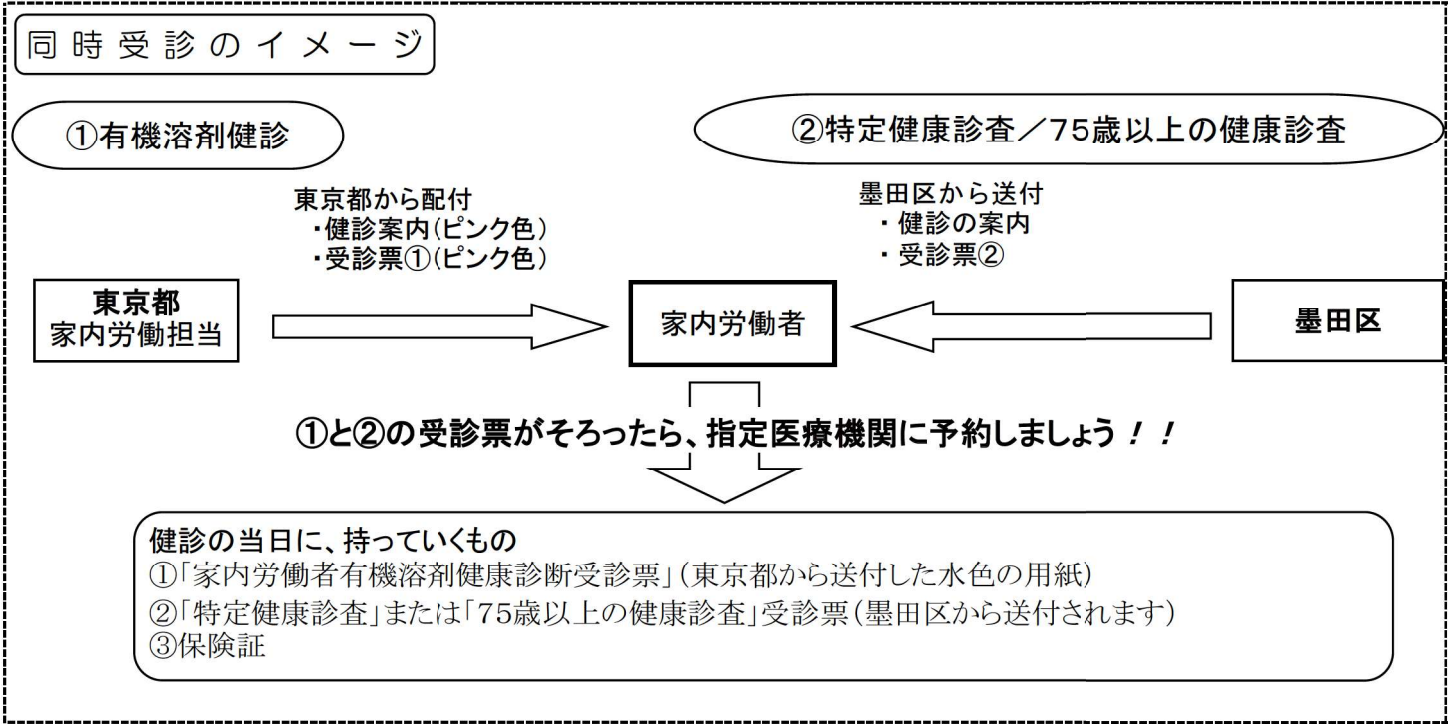 同時受診のイメージ
①有機溶剤健診
②特定健康診査／75歳以上の健康診査
東京都から配付
・健診案内(ピンク色)
・受診票①(ピンク色)
墨田区から送付
・健診の案内
・受診票②
東京都
家内労働担当
家内労働者
墨田区
①と②の受診票がそろったら、指定医療機関に予約しましょう！！
健診の当日に、持っていくもの
①「家内労働者有機溶剤健康診断受診票」(東京都から送付した水色の用紙)
②「特定健康診査」または「75歳以上の健康診査」受診票(墨田区から送付されます)
③保険証